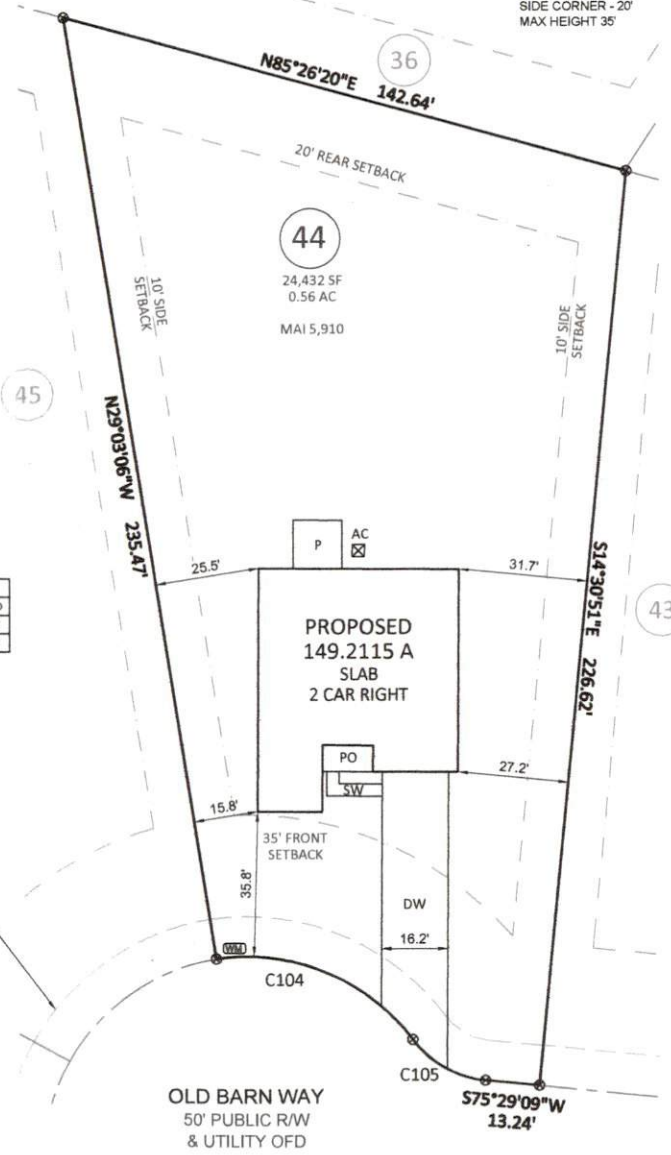 SIDE CORNER - 20'
MAX HEIGHT 35'
36
N85°26'20"E 142.64'
20' REAR SETBACK
44
24,432 SF
0.56 AC
MAI 5,910
10' SIDE
SETBACK
10' SIDE
SETBACK
45
N29°03'06"W 235.47'
P
AC
25.5'
31.7'
S14°30'51"E 226.62'
43
PROPOSED
149.2115 A
SLAB
2 CAR RIGHT
PO
SW
27.2'
15.8'
35' FRONT
SETBACK
35.8'
DW
16.2'
WM
C104
C105
S75°29'09"W
13.24'
OLD BARN WAY
50' PUBLIC R/W
& UTILITY OFD